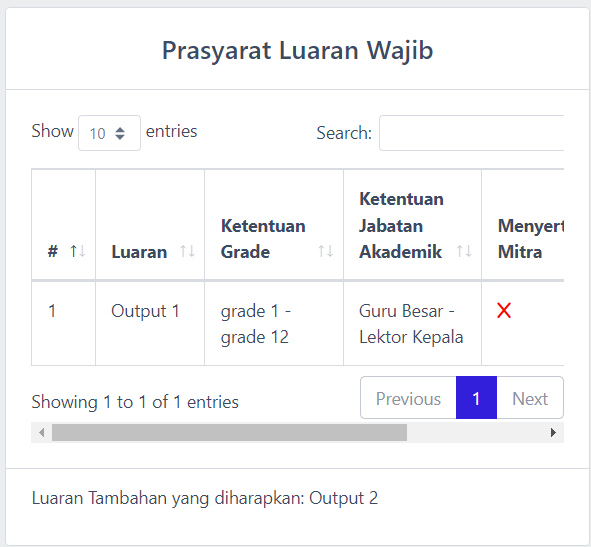 Prasyarat Luaran Wajib
Show 10 entries
Search:
# Luaran Ketentuan Grade Ketentuan Jabatan Akademik Menyert Mitra
1 Output 1 grade 1 - grade 12 Guru Besar - Lektor Kepala
Showing 1 to 1 of 1 entries
Previous 1 Next
Luaran Tambahan yang diharapkan: Output 2